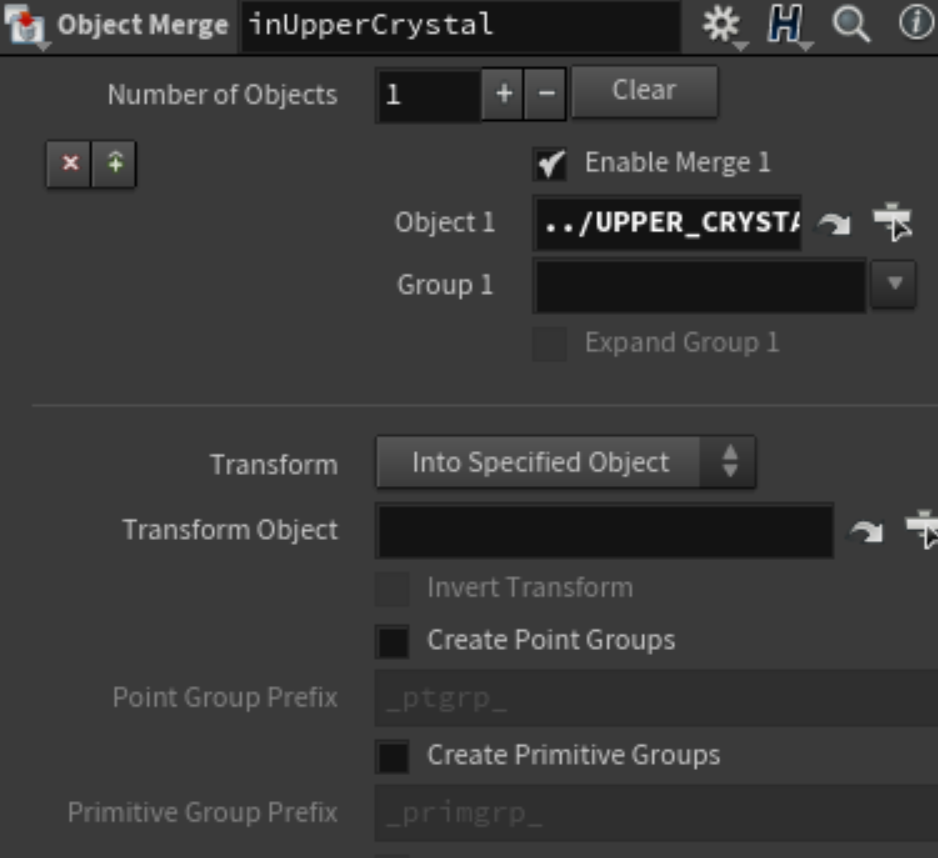 Object Merge inUpperCrystal
Number of Objects 1 + - Clear
Enable Merge 1
Object 1 ../UPPER_CRYSTA
Group 1
Expand Group 1
Transform Into Specified Object
Transform Object
Invert Transform
Create Point Groups
Point Group Prefix _ptgrp_
Create Primitive Groups
Primitive Group Prefix _primgrp_